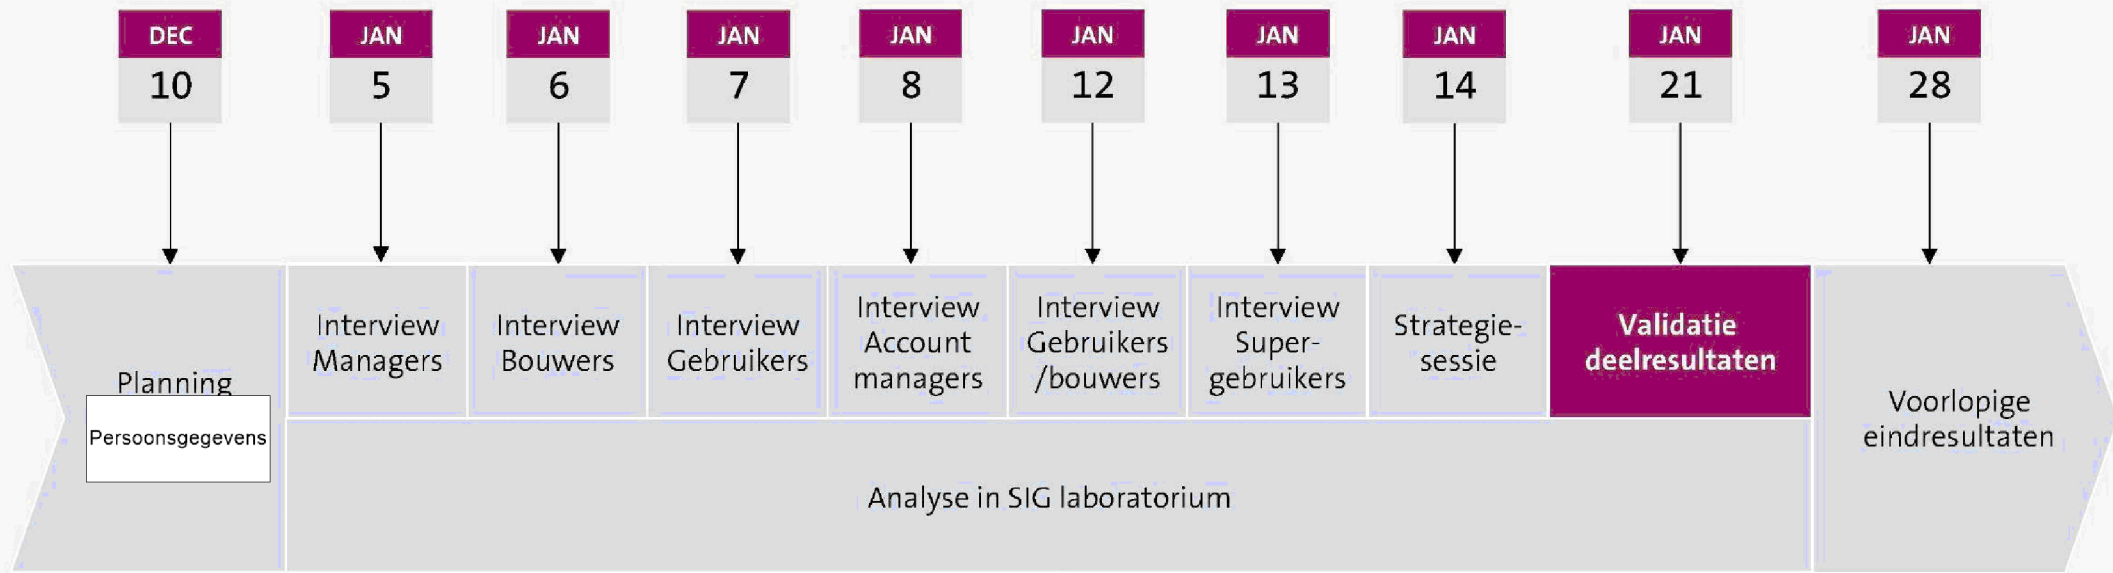 DEC
10
JAN
5
JAN
6
JAN
7
JAN
8
JAN
12
JAN
13
JAN
14
JAN
21
JAN
28
Planning
Persoonsgegevens
Interview
Managers
Interview
Bouwers
Interview
Gebruikers
Interview
Account
managers
Interview
Gebruikers
/bouwers
Interview
Super-
gebruikers
Strategie-
sessie
Validatie
deelresultaten
Voorlopige
eindresultaten
Analyse in SIG laboratorium